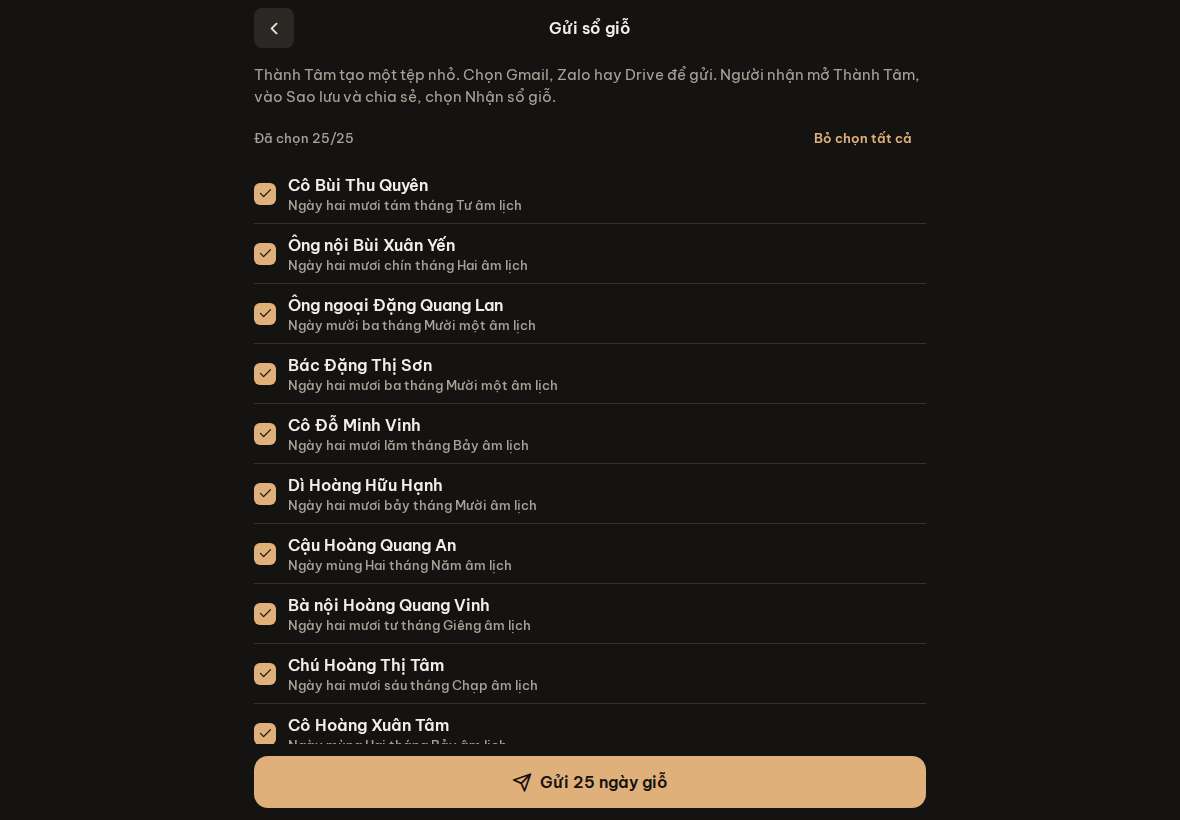 Gửi sổ giỗ
Thành Tâm tạo một tệp nhỏ. Chọn Gmail, Zalo hay Drive để gửi. Người nhận mở Thành Tâm,
vào Sao lưu và chia sẻ, chọn Nhận sổ giỗ.
Đã chọn 25/25
Bỏ chọn tất cả
Cô Bùi Thu Quyên
Ngày hai mươi tám tháng Tư âm lịch
Ông nội Bùi Xuân Yến
Ngày hai mươi chín tháng Hai âm lịch
Ông ngoại Đặng Quang Lan
Ngày mười ba tháng Mười một âm lịch
Bác Đặng Thị Sơn
Ngày hai mươi ba tháng Mười một âm lịch
Cô Đỗ Minh Vinh
Ngày hai mươi lăm tháng Bảy âm lịch
Dì Hoàng Hữu Hạnh
Ngày hai mươi bảy tháng Mười âm lịch
Cậu Hoàng Quang An
Ngày mùng Hai tháng Năm âm lịch
Bà nội Hoàng Quang Vinh
Ngày hai mươi tư tháng Giêng âm lịch
Chú Hoàng Thị Tâm
Ngày hai mươi sáu tháng Chạp âm lịch
Cô Hoàng Xuân Tâm
Ngày mùng Hai tháng Bảy âm lịch
Gửi 25 ngày giỗ